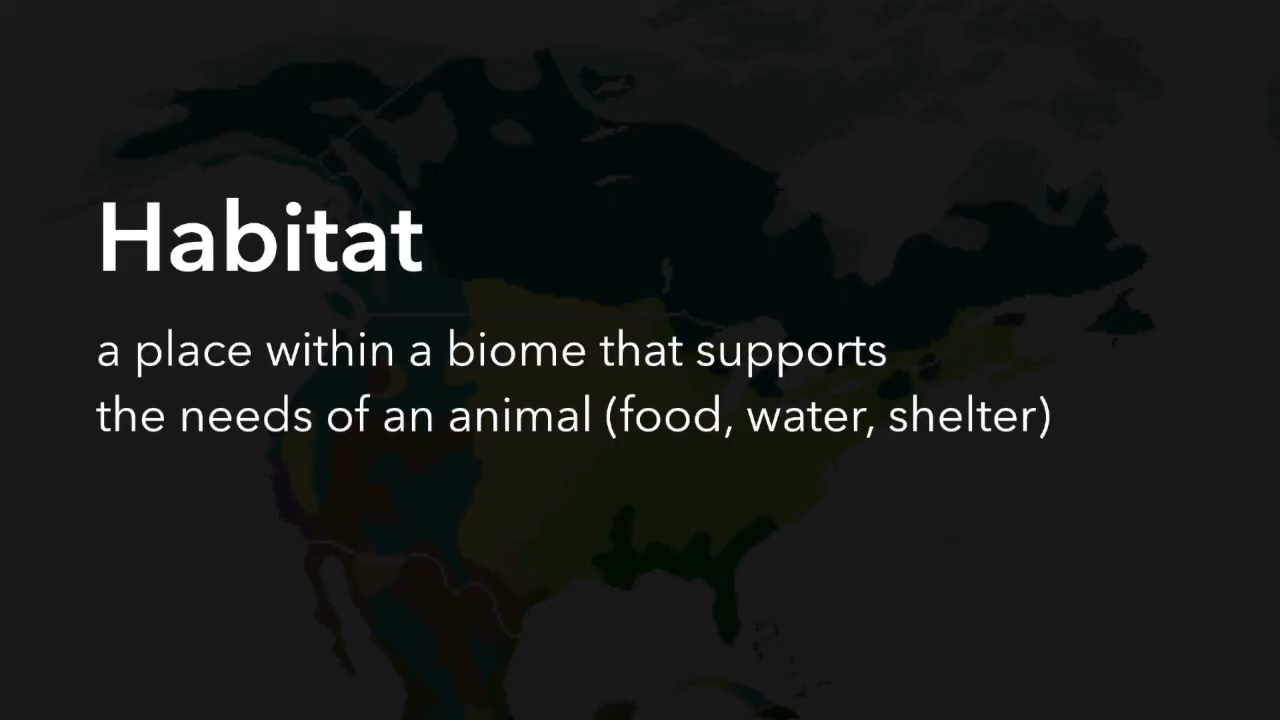 Habitat
a place within a biome that supports
the needs of an animal (food, water, shelter)